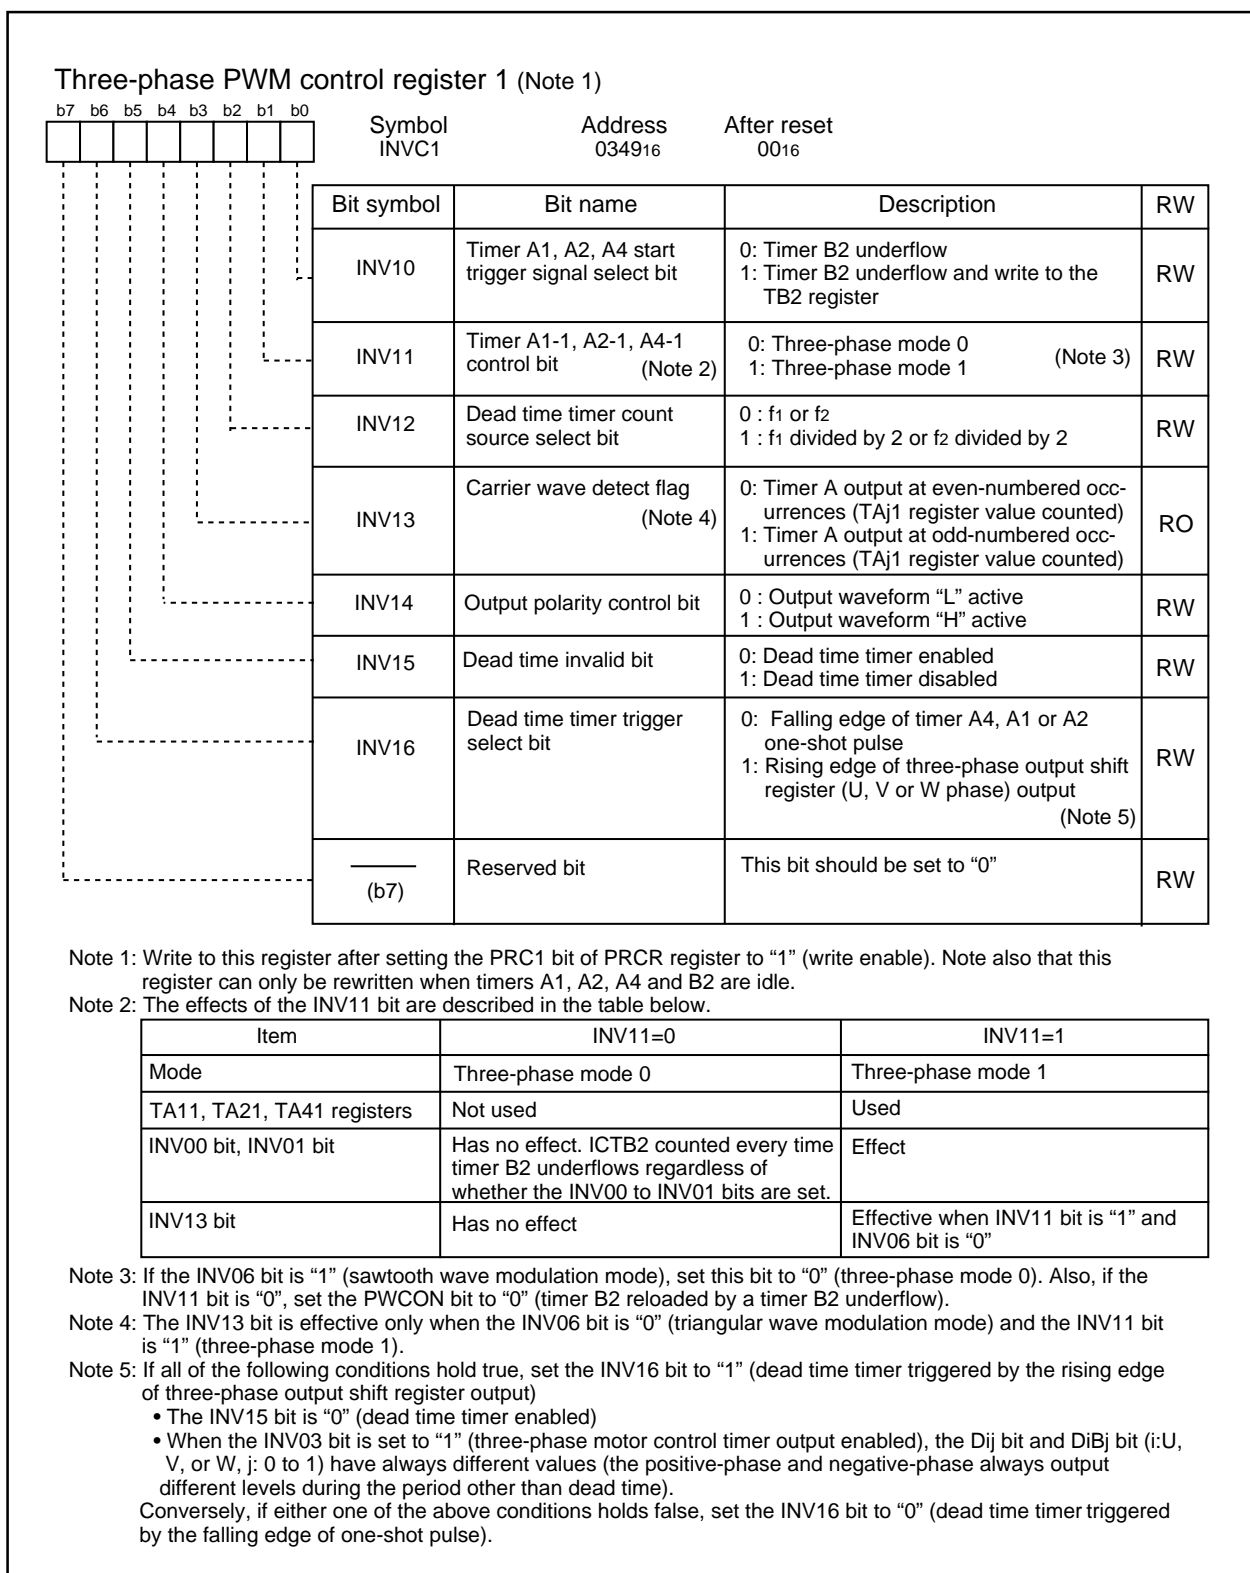 Three-phase PWM control register 1 (Note 1)
b7 b6 b5 b4 b3 b2 b1 b0
Symbol Address After reset
INVC1 034916 0016
Bit symbol Bit name Description RW
INV10 Timer A1, A2, A4 start trigger signal select bit 0: Timer B2 underflow RW
1: Timer B2 underflow and write to the
TB2 register
INV11 Timer A1-1, A2-1, A4-1 control bit (Note 2) 0: Three-phase mode 0 (Note 3) RW
1: Three-phase mode 1
INV12 Dead time timer count source select bit 0 : f1 or f2 RW
1 : f1 divided by 2 or f2 divided by 2
INV13 Carrier wave detect flag (Note 4) 0: Timer A output at even-numbered occ- RO
urrences (TAj1 register value counted)
1: Timer A output at odd-numbered occ-
urrences (TAj1 register value counted)
INV14 Output polarity control bit 0 : Output waveform “L” active RW
1 : Output waveform “H” active
INV15 Dead time invalid bit 0: Dead time timer enabled RW
1: Dead time timer disabled
INV16 Dead time timer trigger select bit 0: Falling edge of timer A4, A1 or A2 RW
one-shot pulse
1: Rising edge of three-phase output shift
register (U, V or W phase) output
(Note 5)
(b7) Reserved bit This bit should be set to “0” RW
Note 1: Write to this register after setting the PRC1 bit of PRCR register to “1” (write enable). Note also that this
register can only be rewritten when timers A1, A2, A4 and B2 are idle.
Note 2: The effects of the INV11 bit are described in the table below.
Item INV11=0 INV11=1
Mode Three-phase mode 0 Three-phase mode 1
TA11, TA21, TA41 registers Not used Used
INV00 bit, INV01 bit Has no effect. ICTB2 counted every time Effect
timer B2 underflows regardless of
whether the INV00 to INV01 bits are set.
INV13 bit Has no effect Effective when INV11 bit is “1” and
INV06 bit is “0”
Note 3: If the INV06 bit is “1” (sawtooth wave modulation mode), set this bit to “0” (three-phase mode 0). Also, if the
INV11 bit is “0”, set the PWCON bit to “0” (timer B2 reloaded by a timer B2 underflow).
Note 4: The INV13 bit is effective only when the INV06 bit is “0” (triangular wave modulation mode) and the INV11 bit
is “1” (three-phase mode 1).
Note 5: If all of the following conditions hold true, set the INV16 bit to “1” (dead time timer triggered by the rising edge
of three-phase output shift register output)
• The INV15 bit is “0” (dead time timer enabled)
• When the INV03 bit is set to “1” (three-phase motor control timer output enabled), the Dij bit and DiBj bit (i:U,
V, or W, j: 0 to 1) have always different values (the positive-phase and negative-phase always output
different levels during the period other than dead time).
Conversely, if either one of the above conditions holds false, set the INV16 bit to “0” (dead time timer triggered
by the falling edge of one-shot pulse).